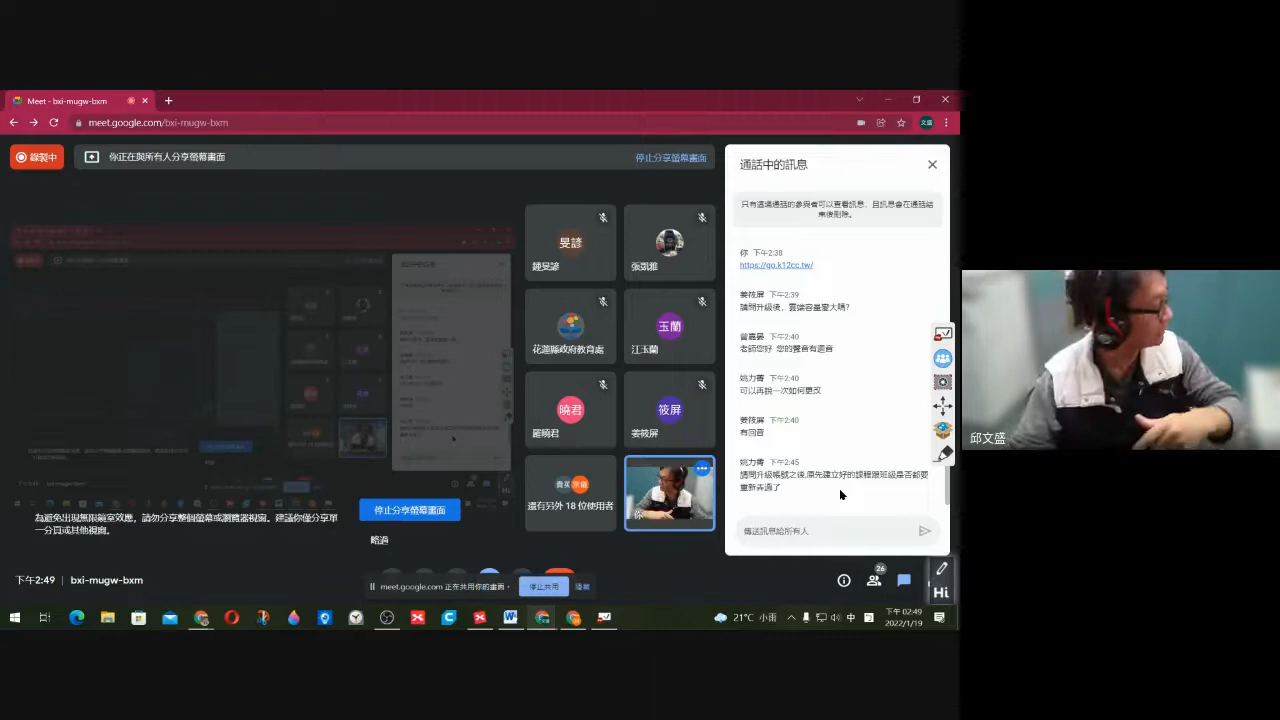 Meet - bxi-mugw-bxm
meet.google.com/bxi-mugw-bxm
文盛
錄製中
你正在與所有人分享螢幕畫面
停止分享螢幕畫面
通話中的訊息
只有這場通話的參與者可以查看訊息，且訊息會在通話結
束後刪除。
你 下午2:38
https://go.k12cc.tw/
姜筱屏 下午2:39
請問升級後，雲端容量變大嗎?
曾嘉晏 下午2:40
老師您好 您的聲音有迴音
姚力菁 下午2:40
可以再說一次如何更改
姜筱屏 下午2:40
有回音
姚力菁 下午2:45
請問升級帳號之後,原先建立好的課程跟班級是否都要
重新弄過了
傳送訊息給所有人
旻諺
鍾旻諺
張凱雅
花蓮縣政府教育處
玉蘭
江玉蘭
曉君
羅曉君
筱屏
姜筱屏
還有另外 18 位使用者
你
邱文盛
為避免出現無限鏡室效應，請勿分享整個螢幕或瀏覽器視窗。建議你僅分享單
一分頁或其他視窗。
停止分享螢幕畫面
略過
下午2:49 | bxi-mugw-bxm
meet.google.com 正在共用你的畫面。
停止共用
隱藏
26
Hi
21°C 小雨
中
下午 02:49
2022/1/19